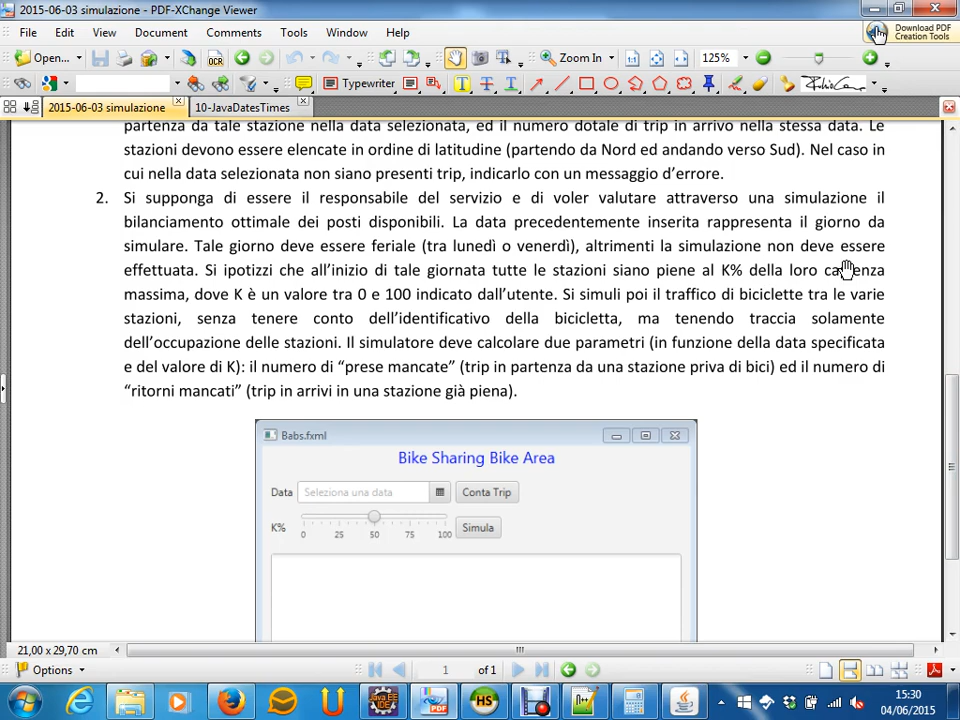 2015-06-03 simulazione - PDF-XChange Viewer
File Edit View Document Comments Tools Window Help
Download PDF Creation Tools
Open... OCR Zoom In 125%
Typewriter
2015-06-03 simulazione 10-JavaDatesTimes
partenza da tale stazione nella data selezionata, ed il numero dotale di trip in arrivo nella stessa data. Le
stazioni devono essere elencate in ordine di latitudine (partendo da Nord ed andando verso Sud). Nel caso in
cui nella data selezionata non siano presenti trip, indicarlo con un messaggio d'errore.
2. Si supponga di essere il responsabile del servizio e di voler valutare attraverso una simulazione il
bilanciamento ottimale dei posti disponibili. La data precedentemente inserita rappresenta il giorno da
simulare. Tale giorno deve essere feriale (tra lunedì o venerdì), altrimenti la simulazione non deve essere
effettuata. Si ipotizzi che all'inizio di tale giornata tutte le stazioni siano piene al K% della loro
massima, dove K è un valore tra 0 e 100 indicato dall'utente. Si simuli poi il traffico di biciclette tra le varie
stazioni, senza tenere conto dell'identificativo della bicicletta, ma tenendo traccia solamente
dell'occupazione delle stazioni. Il simulatore deve calcolare due parametri (in funzione della data specificata
e del valore di K): il numero di “prese mancate” (trip in partenza da una stazione priva di bici) ed il numero di
“ritorni mancati” (trip in arrivi in una stazione già piena).
Babs.fxml
Bike Sharing Bike Area
Data Seleziona una data Conta Trip
K% Simula
0 25 50 75 100
21,00 x 29,70 cm
Options 1 of 1
Java EE IDE PDF HS
15:30
04/06/2015